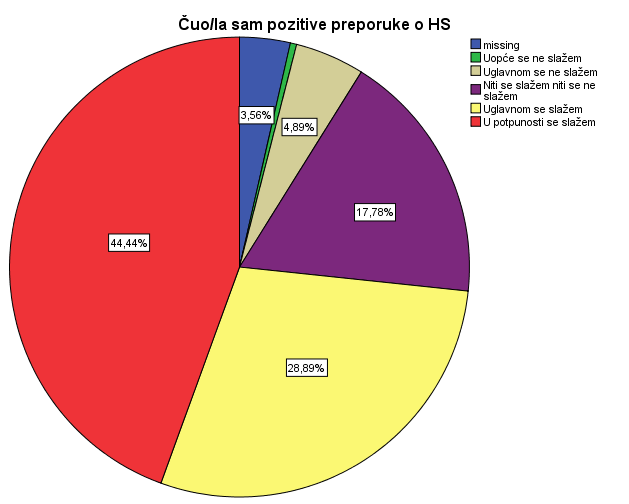 Čuo/la sam pozitive preporuke o HS
missing
Uopće se ne slažem
Uglavnom se ne slažem
Niti se slažem niti se ne
slažem
Uglavnom se slažem
U potpunosti se slažem
3,56%
4,89%
17,78%
44,44%
28,89%